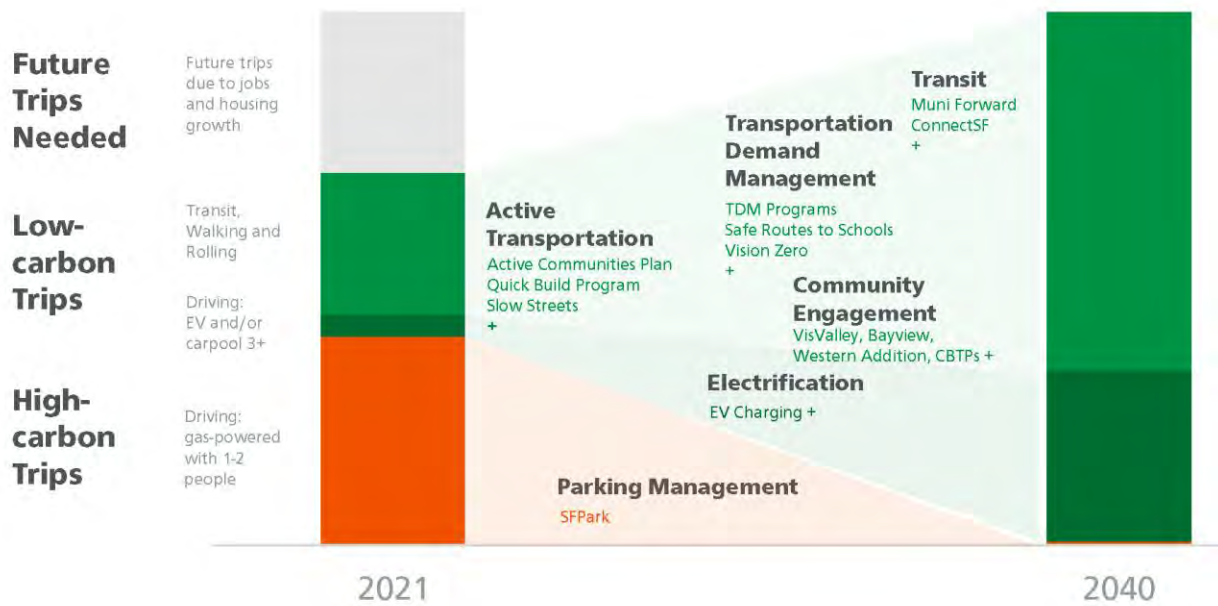 Future
Trips
Needed
Future trips
due to jobs
and housing
growth
Low-
carbon
Trips
Transit,
Walking and
Rolling
Driving:
EV and/or
carpool 3+
High-
carbon
Trips
Driving:
gas-powered
with 1-2
people
Active
Transportation
Active Communities Plan
Quick Build Program
Slow Streets
+
Transportation
Demand
Management
TDM Programs
Safe Routes to Schools
Vision Zero
+
Transit
Muni Forward
ConnectSF
+
Community
Engagement
VisValley, Bayview,
Western Addition, CBTPs +
Electrification
EV Charging +
Parking Management
SFPark
2021
2040